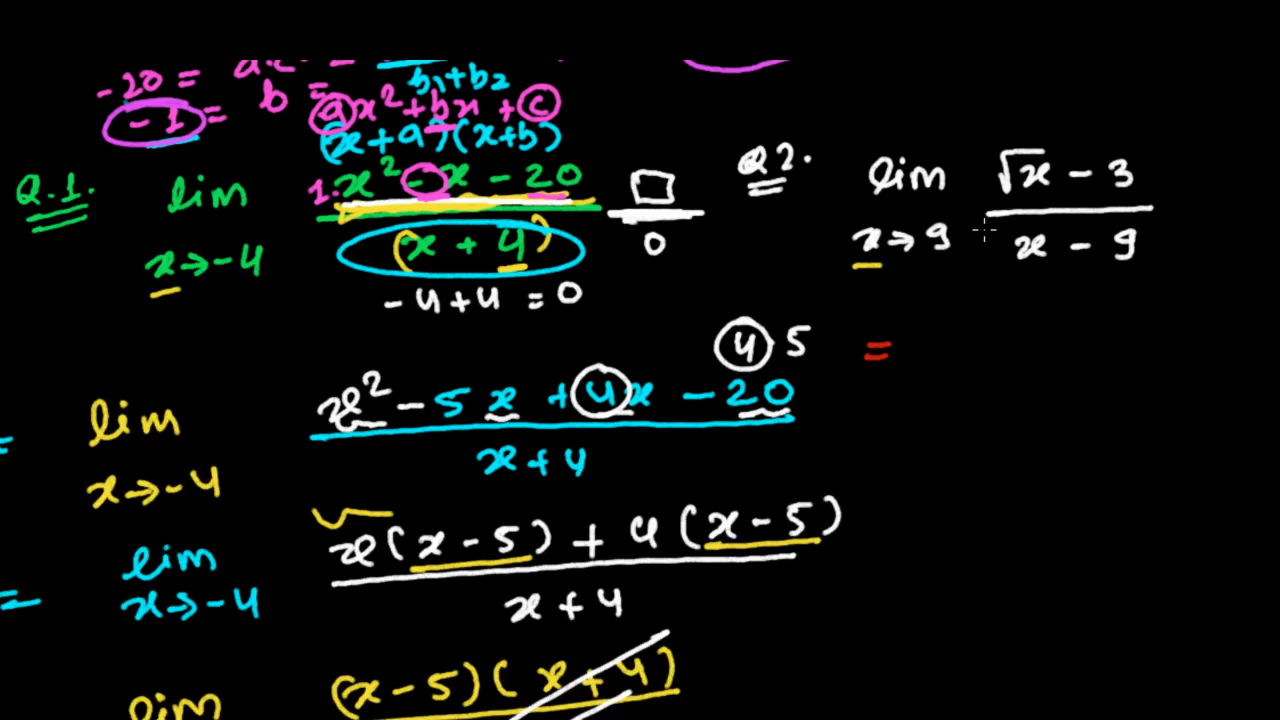 -20 =
b1+b2
-1 = b =
ax² + bx + c
(x+a)(x+b)
Q.1. lim 1.x² - x - 20 □
x→-4 (x + 4) 0
-4+4 = 0
Q2. lim √x - 3
x→9 x - 9
4 5 =
lim x² - 5x + 4x - 20
x→-4 x+4
= lim x(x-5) + 4(x-5)
x→-4 x+4
lim (x-5)(x+4)